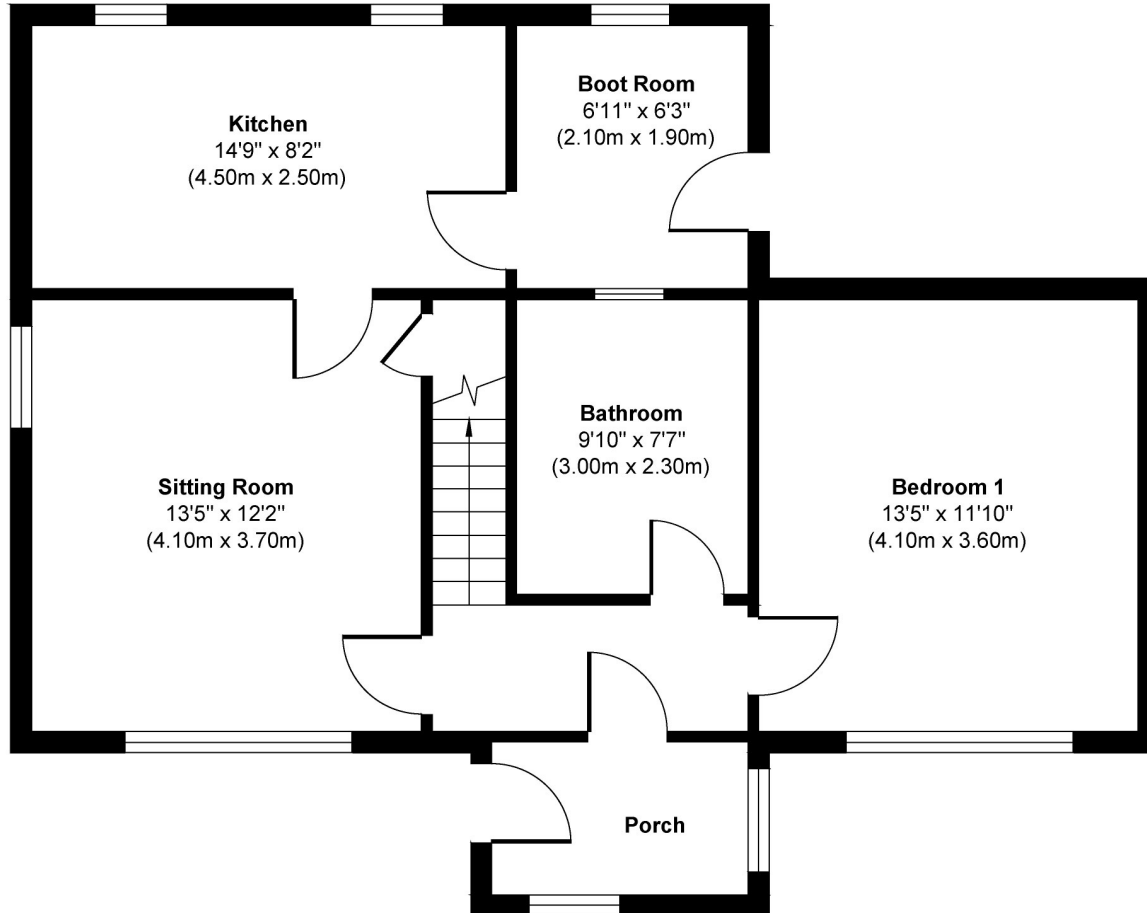 Kitchen
14'9" x 8'2"
(4.50m x 2.50m)
Boot Room
6'11" x 6'3"
(2.10m x 1.90m)
Sitting Room
13'5" x 12'2"
(4.10m x 3.70m)
Bathroom
9'10" x 7'7"
(3.00m x 2.30m)
Bedroom 1
13'5" x 11'10"
(4.10m x 3.60m)
Porch